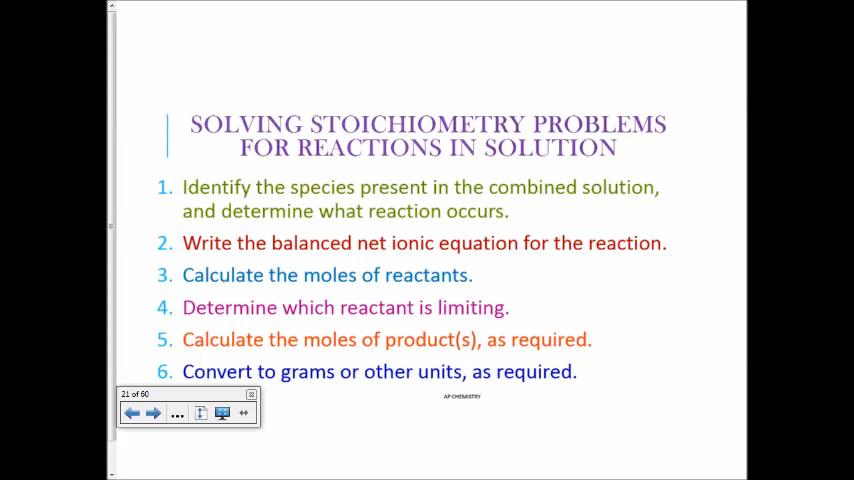 SOLVING STOICHIOMETRY PROBLEMS
FOR REACTIONS IN SOLUTION
1. Identify the species present in the combined solution,
and determine what reaction occurs.
2. Write the balanced net ionic equation for the reaction.
3. Calculate the moles of reactants.
4. Determine which reactant is limiting.
5. Calculate the moles of product(s), as required.
6. Convert to grams or other units, as required.
21 of 60
AP CHEMISTRY